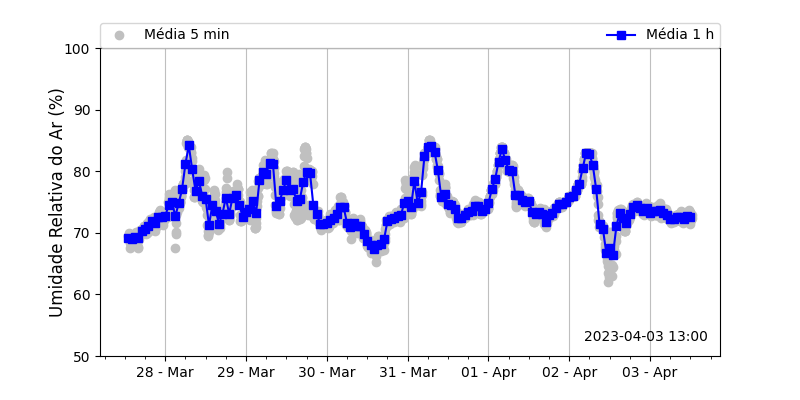 Média 5 min
Média 1 h
Umidade Relativa do Ar (%)
100
90
80
70
60
50
2023-04-03 13:00
28 - Mar
29 - Mar
30 - Mar
31 - Mar
01 - Apr
02 - Apr
03 - Apr